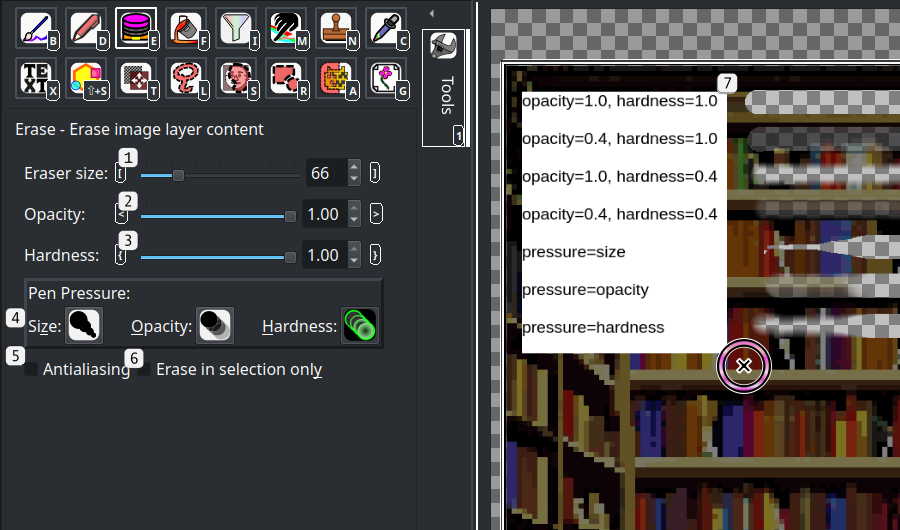 B D E F I M N C
TE XT X ⇧+S T L S R A G
Tools
1
Erase - Erase image layer content
1
Eraser size: [ 66 ]
2
Opacity: < 1.00 >
3
Hardness: { 1.00 }
Pen Pressure:
4
Size: Opacity: Hardness:
5 6
Antialiasing Erase in selection only
7
opacity=1.0, hardness=1.0
opacity=0.4, hardness=1.0
opacity=1.0, hardness=0.4
opacity=0.4, hardness=0.4
pressure=size
pressure=opacity
pressure=hardness